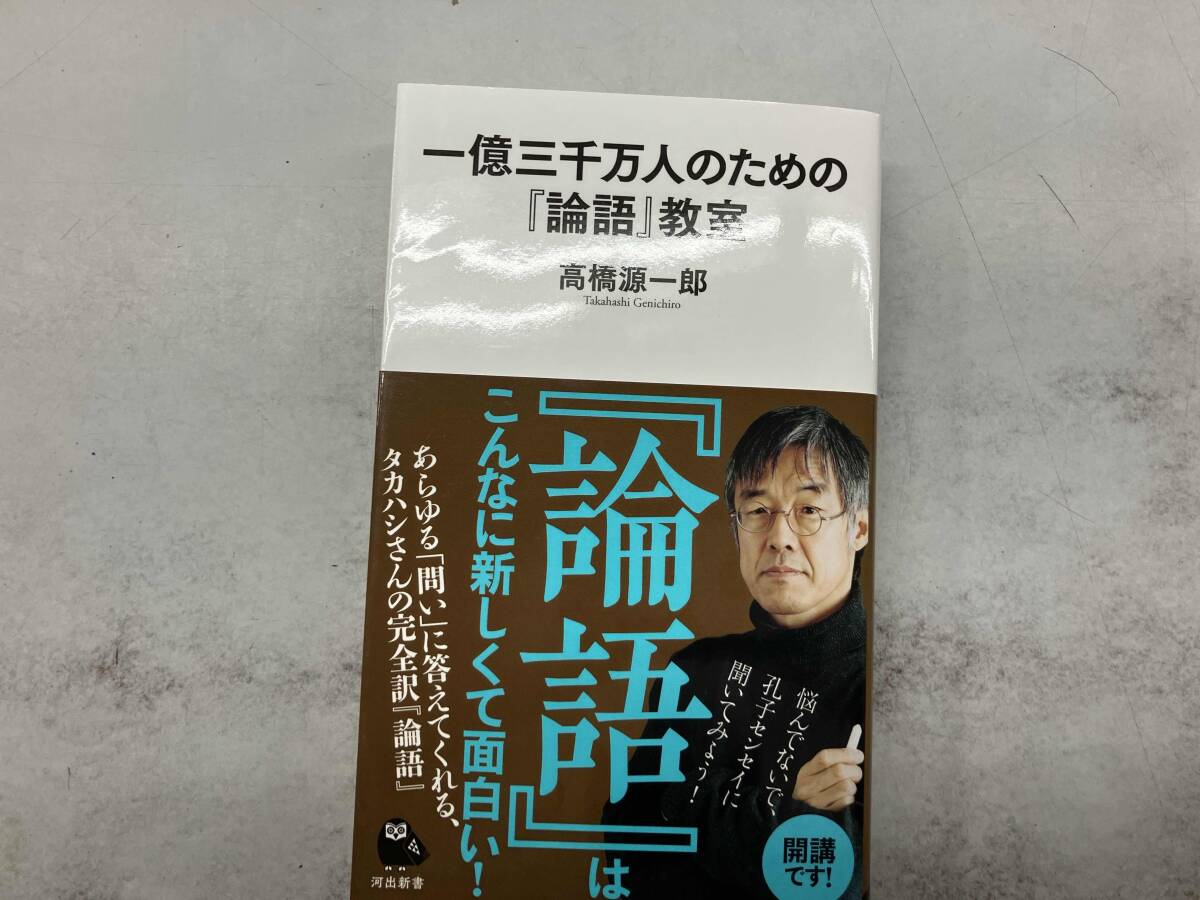 一億三千万人のための
『論語』教室
高橋源一郎
Takahashi Genichiro
『論語』は
こんなに新しくて面白い！
あらゆる「問い」に答えてくれる、
タカハシさんの完全訳『論語』
悩んでないで、
孔子センセイに
聞いてみよう！
開講
です！
河出新書